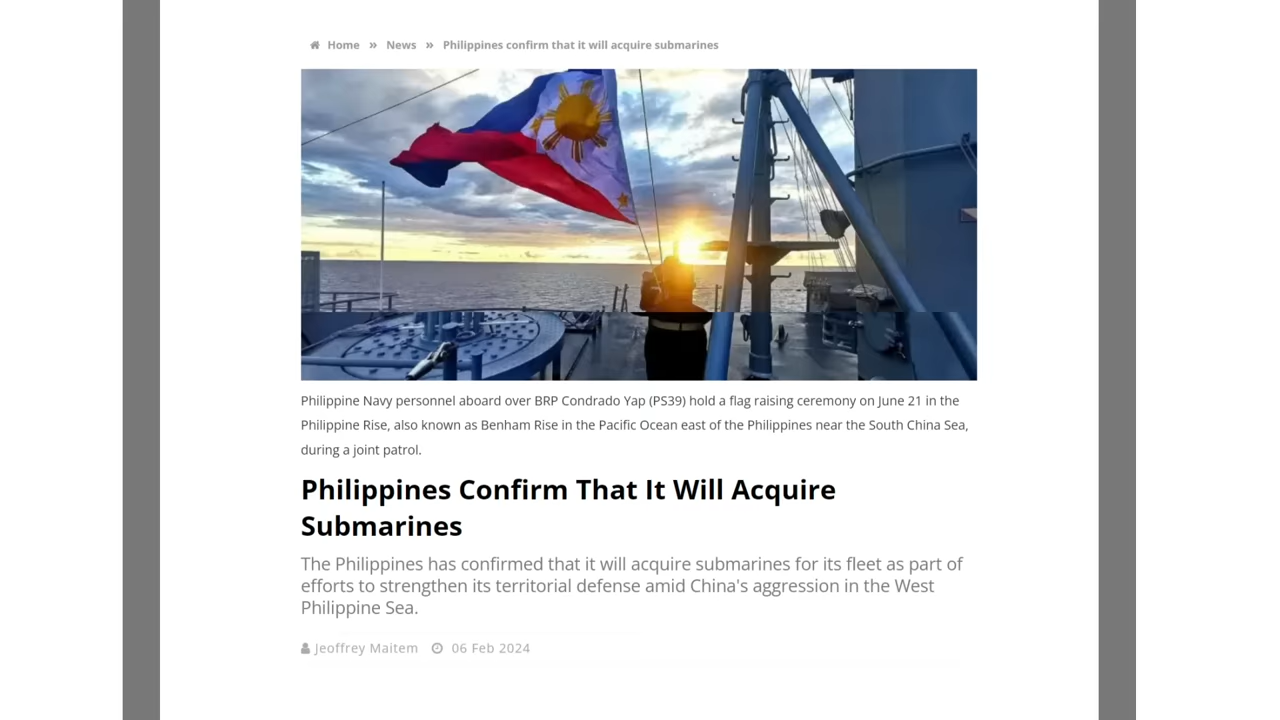 Home » News » Philippines confirm that it will acquire submarines
Philippine Navy personnel aboard over BRP Condrado Yap (PS39) hold a flag raising ceremony on June 21 in the
Philippine Rise, also known as Benham Rise in the Pacific Ocean east of the Philippines near the South China Sea,
during a joint patrol.
Philippines Confirm That It Will Acquire
Submarines
The Philippines has confirmed that it will acquire submarines for its fleet as part of
efforts to strengthen its territorial defense amid China's aggression in the West
Philippine Sea.
Jeoffrey Maitem 06 Feb 2024